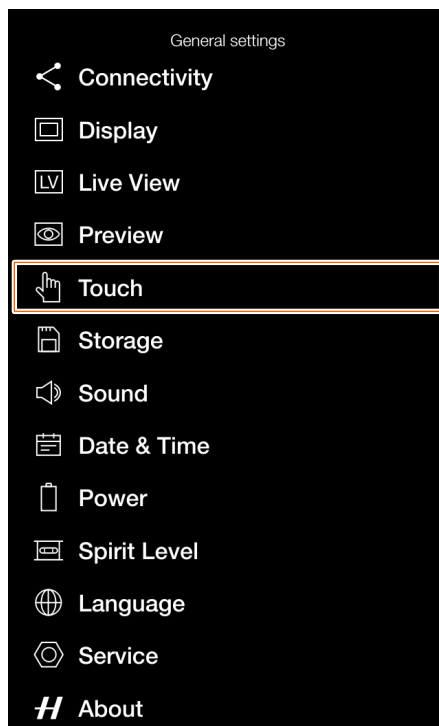 General settings
Connectivity
Display
LV Live View
Preview
Touch
Storage
Sound
Date & Time
Power
Spirit Level
Language
Service
H About